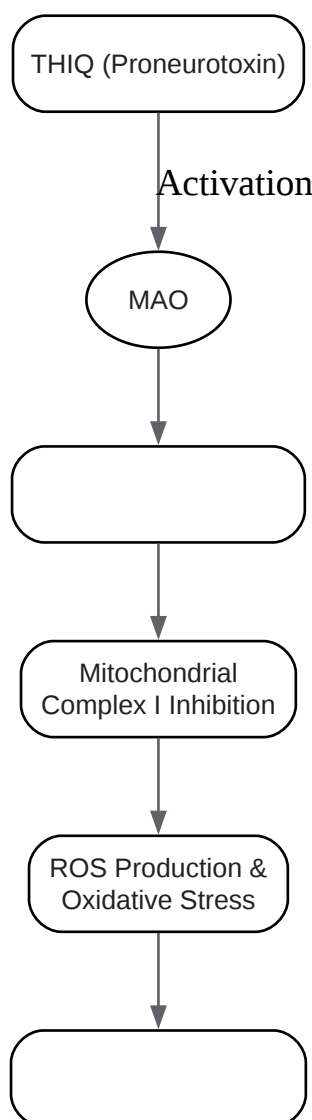 THIQ (Proneurotoxin)
Activation
MAO
Mitochondrial
Complex I Inhibition
ROS Production &
Oxidative Stress